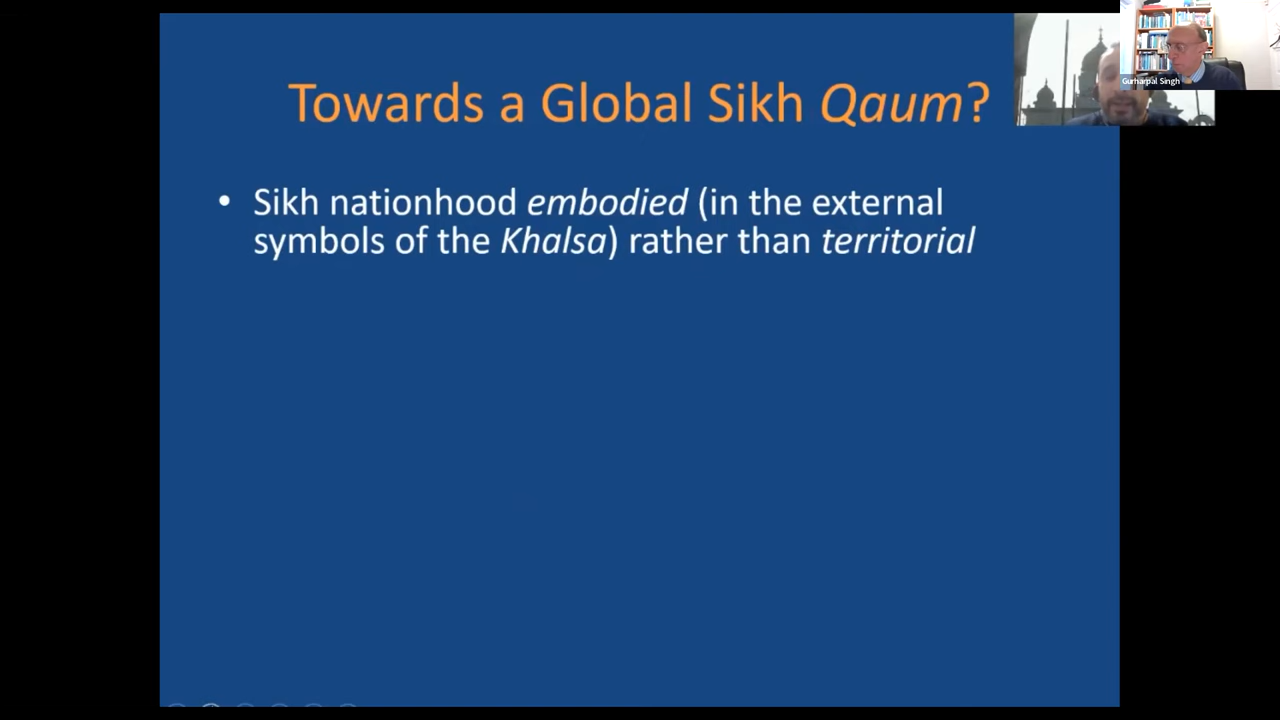 Towards a Global Sikh Qaum?
• Sikh nationhood embodied (in the external
symbols of the Khalsa) rather than territorial
Gurharpal Singh